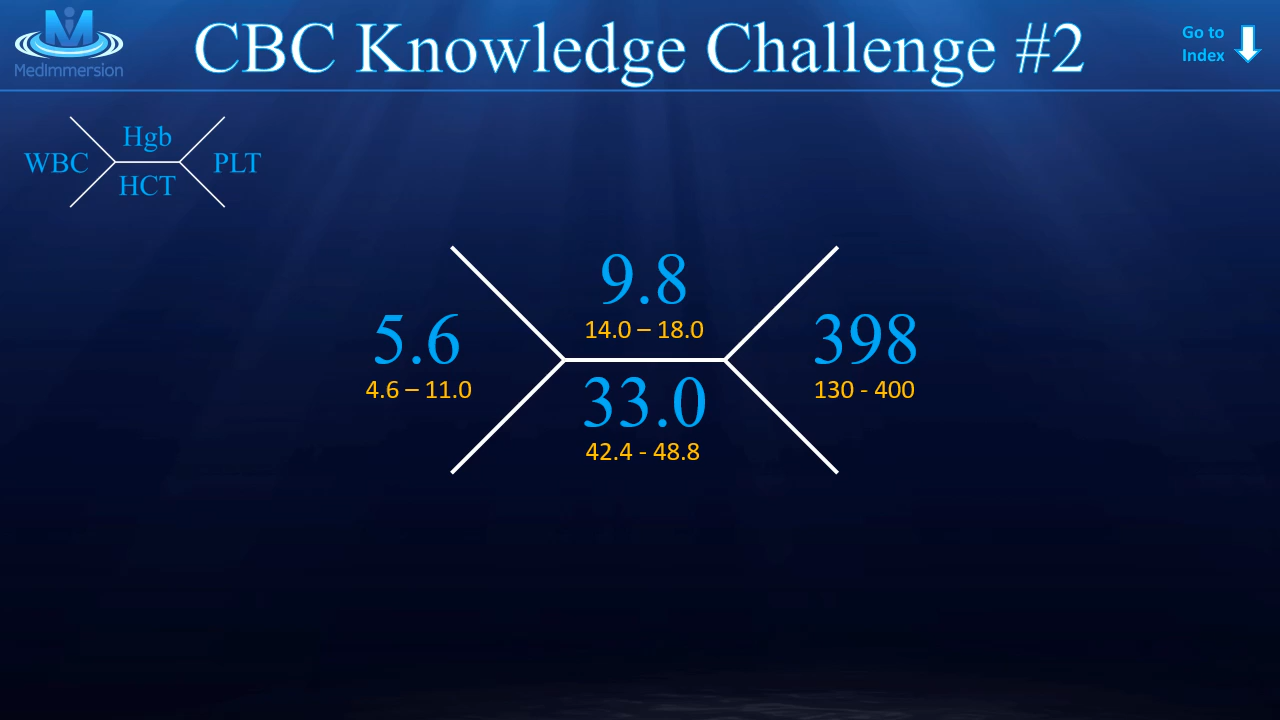 MedImmersion
CBC Knowledge Challenge #2
Go to
Index
Hgb
WBC
PLT
HCT
9.8
14.0 – 18.0
5.6
4.6 – 11.0
398
130 - 400
33.0
42.4 - 48.8